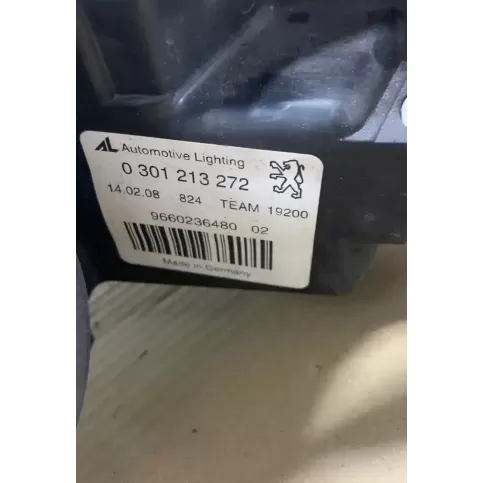 AL Automotive Lighting
0 301 213 272
14.02.08 824 TEAM 19200
9660236480 02
Made in Germany